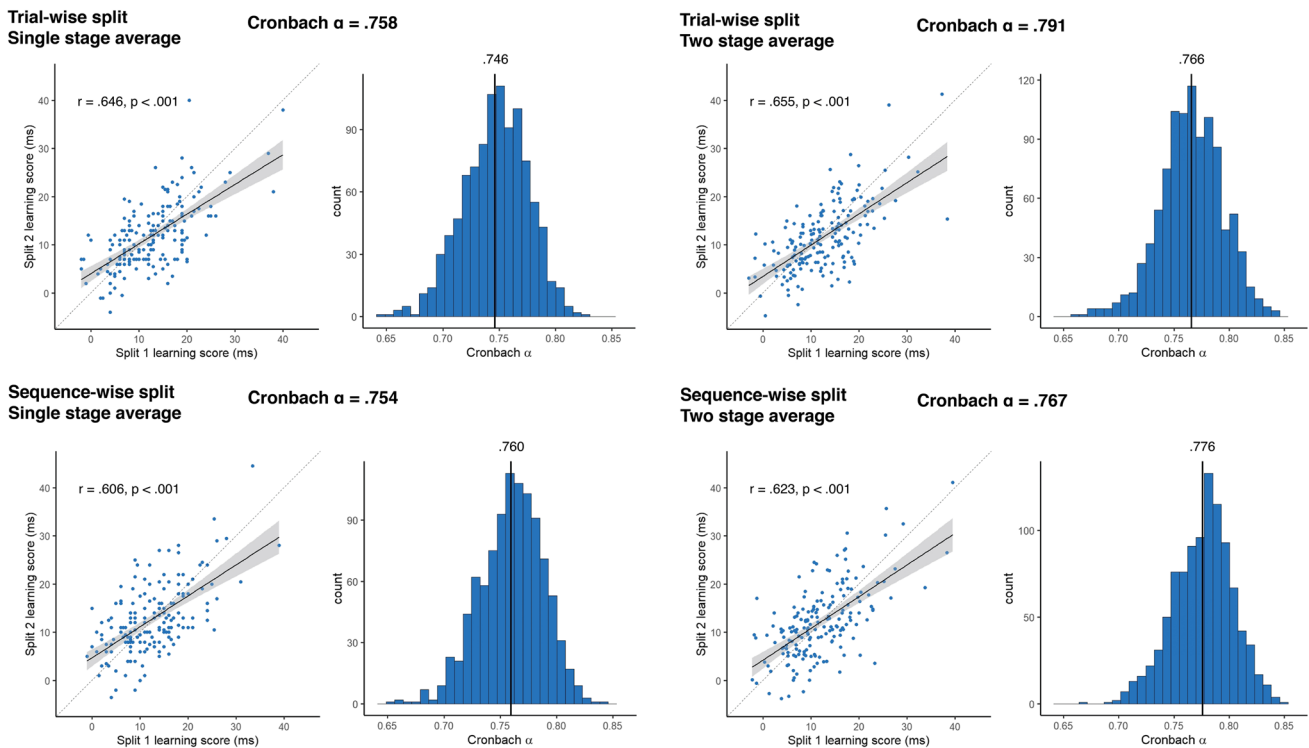 Trial-wise split
Single stage average
Cronbach α = .758
.746
r = .646, p < .001
40
30
20
10
0
Split 2 learning score (ms)
0 10 20 30 40
Split 1 learning score (ms)
90
60
30
0
count
0.65 0.70 0.75 0.80 0.85
Cronbach α
Trial-wise split
Two stage average
Cronbach α = .791
.766
r = .655, p < .001
40
30
20
10
0
Split 2 learning score (ms)
0 10 20 30 40
Split 1 learning score (ms)
120
90
60
30
0
count
0.65 0.70 0.75 0.80 0.85
Cronbach α
Sequence-wise split
Single stage average
Cronbach α = .754
.760
r = .606, p < .001
40
30
20
10
0
Split 2 learning score (ms)
0 10 20 30 40
Split 1 learning score (ms)
90
60
30
0
count
0.65 0.70 0.75 0.80 0.85
Cronbach α
Sequence-wise split
Two stage average
Cronbach α = .767
.776
r = .623, p < .001
40
30
20
10
0
Split 2 learning score (ms)
0 10 20 30 40
Split 1 learning score (ms)
100
50
0
count
0.65 0.70 0.75 0.80 0.85
Cronbach α